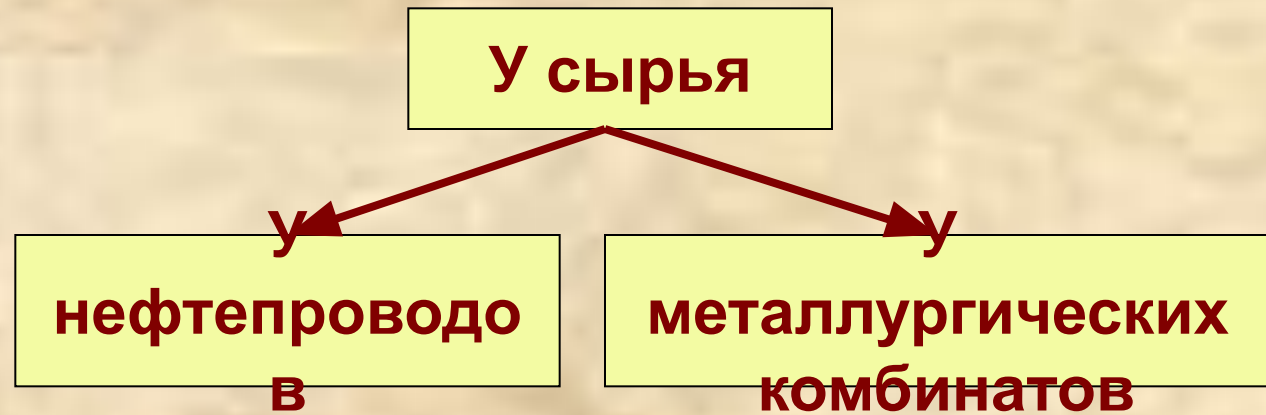 У сырья
У
нефтепроводо
в
У
металлургических
комбинатов